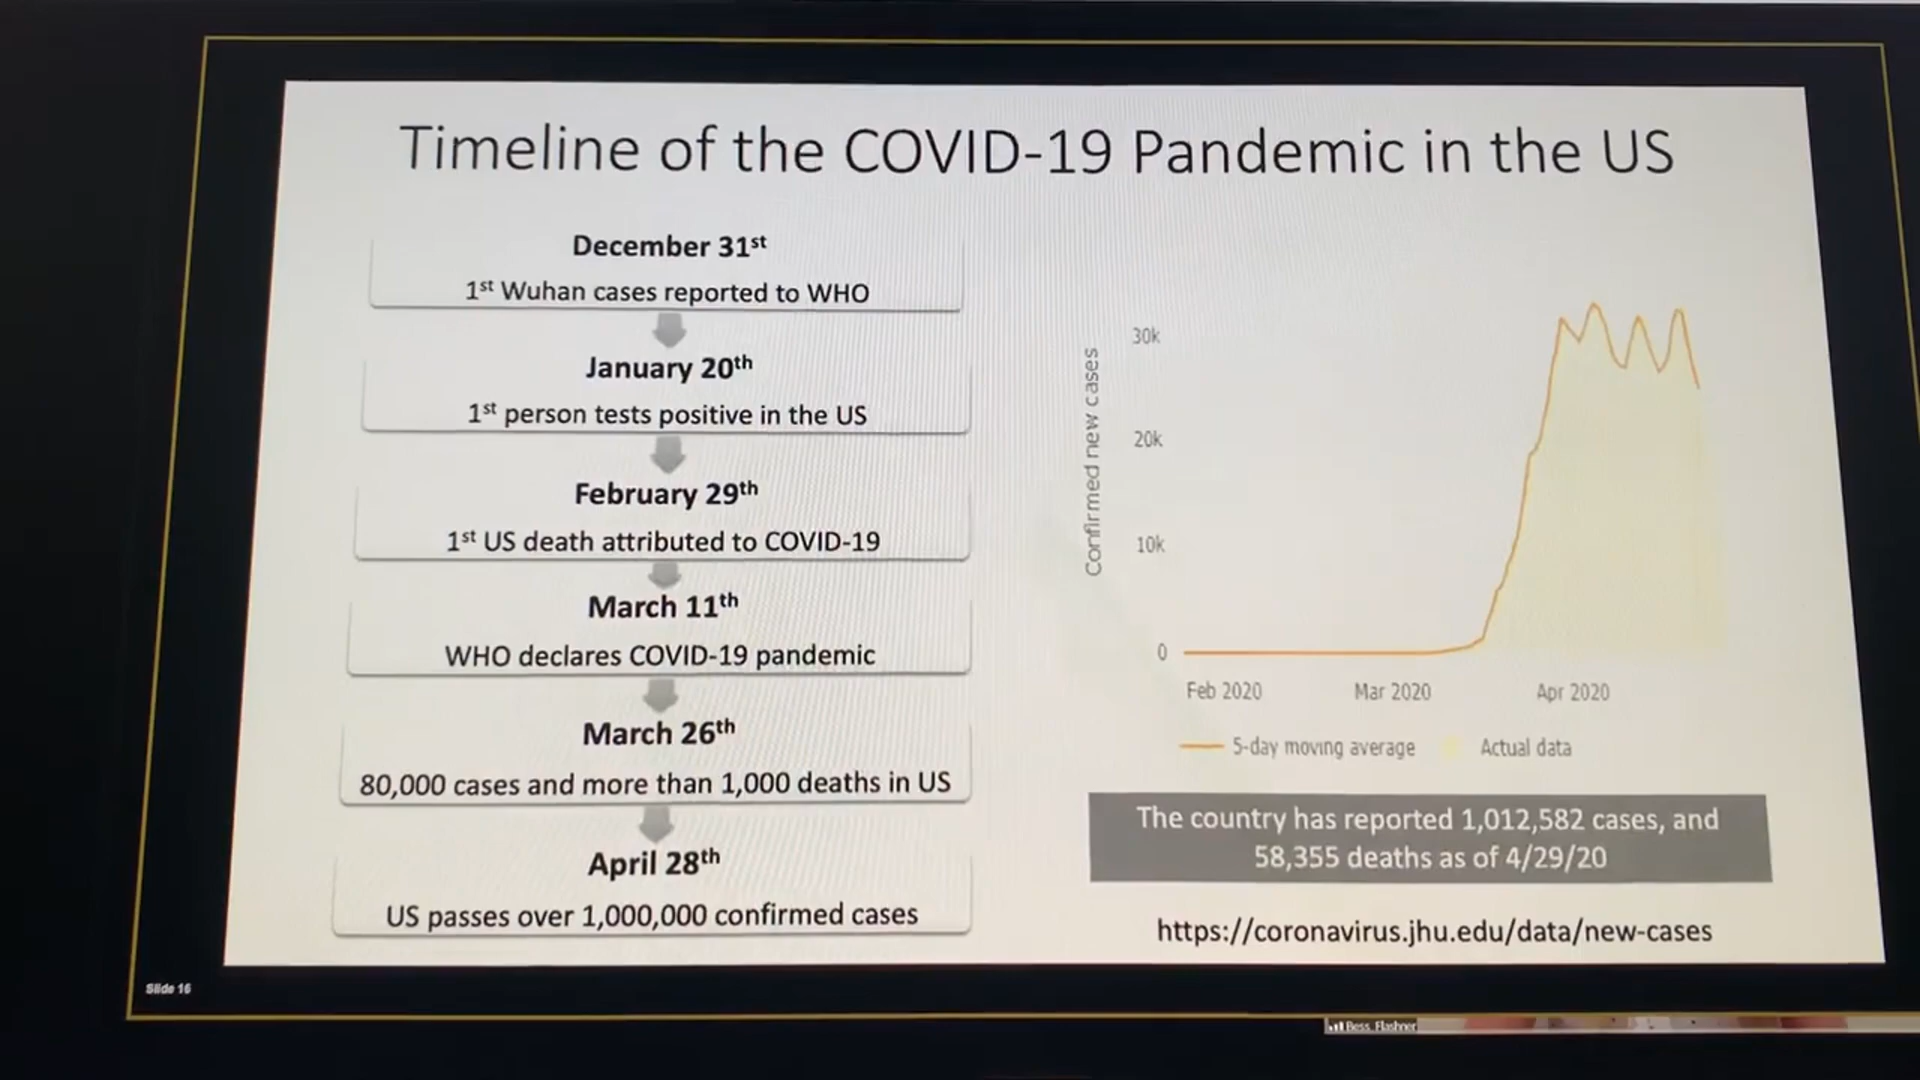 Timeline of the COVID-19 Pandemic in the US
December 31st
1st Wuhan cases reported to WHO
January 20th
1st person tests positive in the US
February 29th
1st US death attributed to COVID-19
March 11th
WHO declares COVID-19 pandemic
March 26th
80,000 cases and more than 1,000 deaths in US
April 28th
US passes over 1,000,000 confirmed cases
Confirmed new cases
30k
20k
10k
0
Feb 2020 Mar 2020 Apr 2020
5-day moving average Actual data
The country has reported 1,012,582 cases, and
58,355 deaths as of 4/29/20
https://coronavirus.jhu.edu/data/new-cases
Slide 16
Bess Flashner